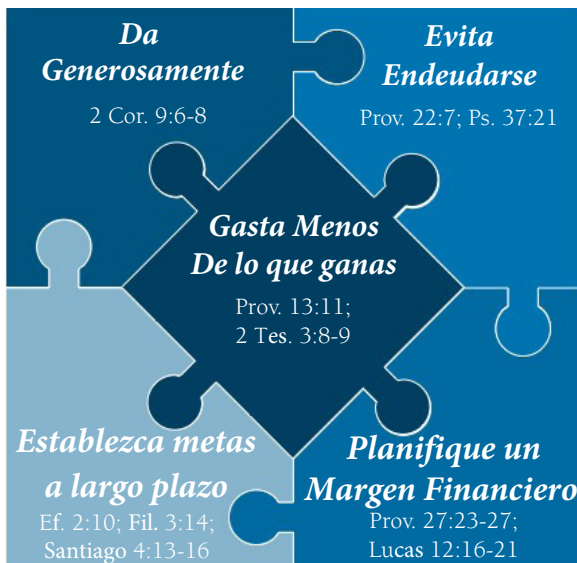 Da
Generosamente
2 Cor. 9:6-8
Evita
Endeudarse
Prov. 22:7; Ps. 37:21
Gasta Menos
De lo que ganas
Prov. 13:11;
2 Tes. 3:8-9
Establezca metas
a largo plazo
Ef. 2:10; Fil. 3:14;
Santiago 4:13-16
Planifique un
Margen Financiero
Prov. 27:23-27;
Lucas 12:16-21